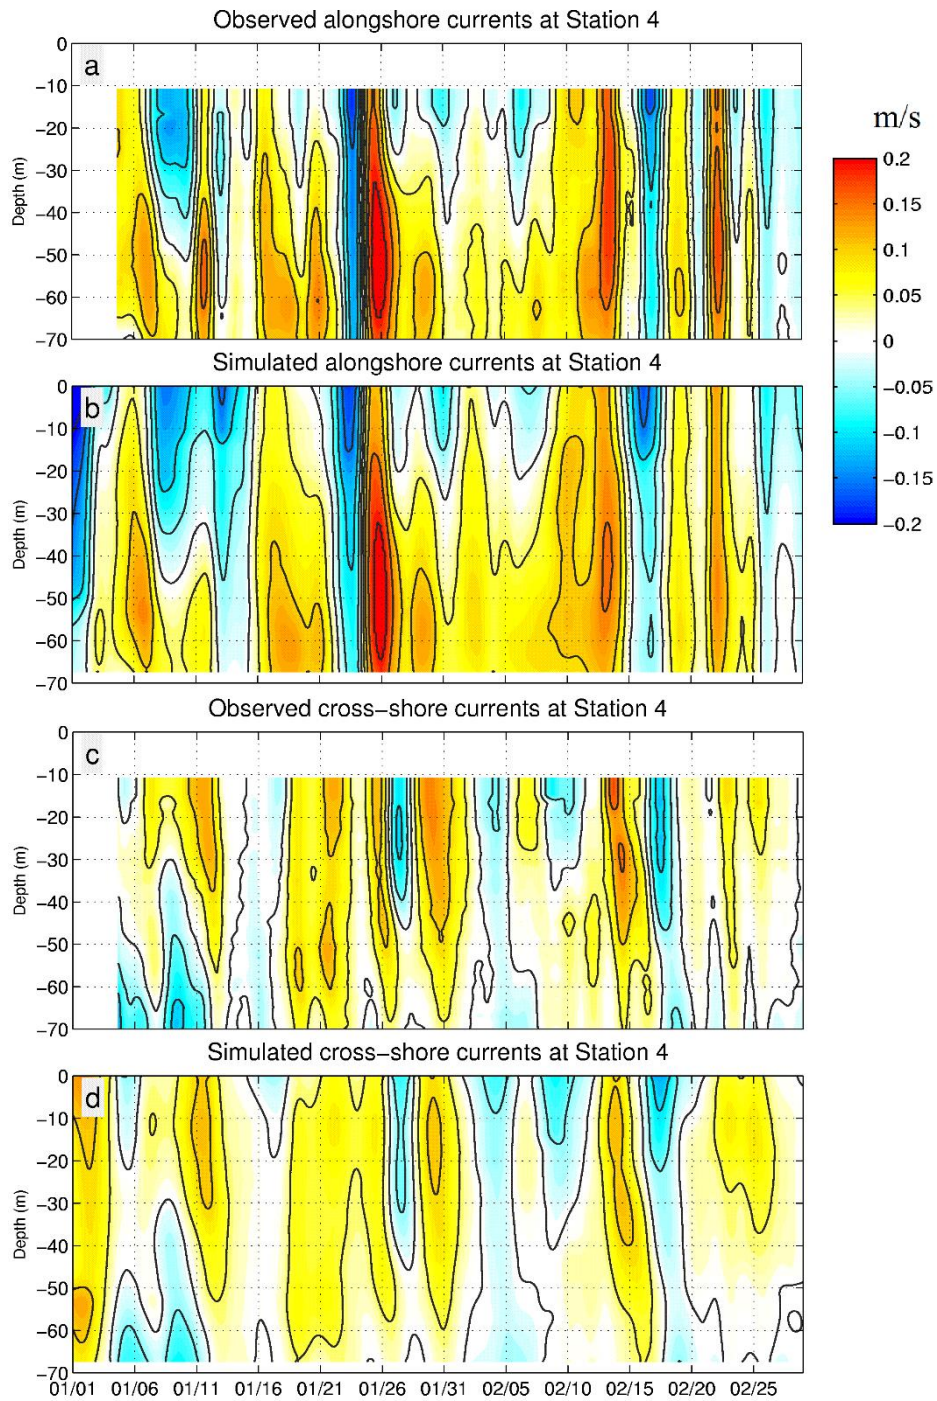 Observed alongshore currents at Station 4
a
Depth (m)
0
−10
−20
−30
−40
−50
−60
−70
m/s
0.2
0.15
0.1
0.05
0
−0.05
−0.1
−0.15
−0.2
Simulated alongshore currents at Station 4
b
Depth (m)
0
−10
−20
−30
−40
−50
−60
−70
Observed cross−shore currents at Station 4
c
Depth (m)
0
−10
−20
−30
−40
−50
−60
−70
Simulated cross−shore currents at Station 4
d
Depth (m)
0
−10
−20
−30
−40
−50
−60
−70
01/01 01/06 01/11 01/16 01/21 01/26 01/31 02/05 02/10 02/15 02/20 02/25